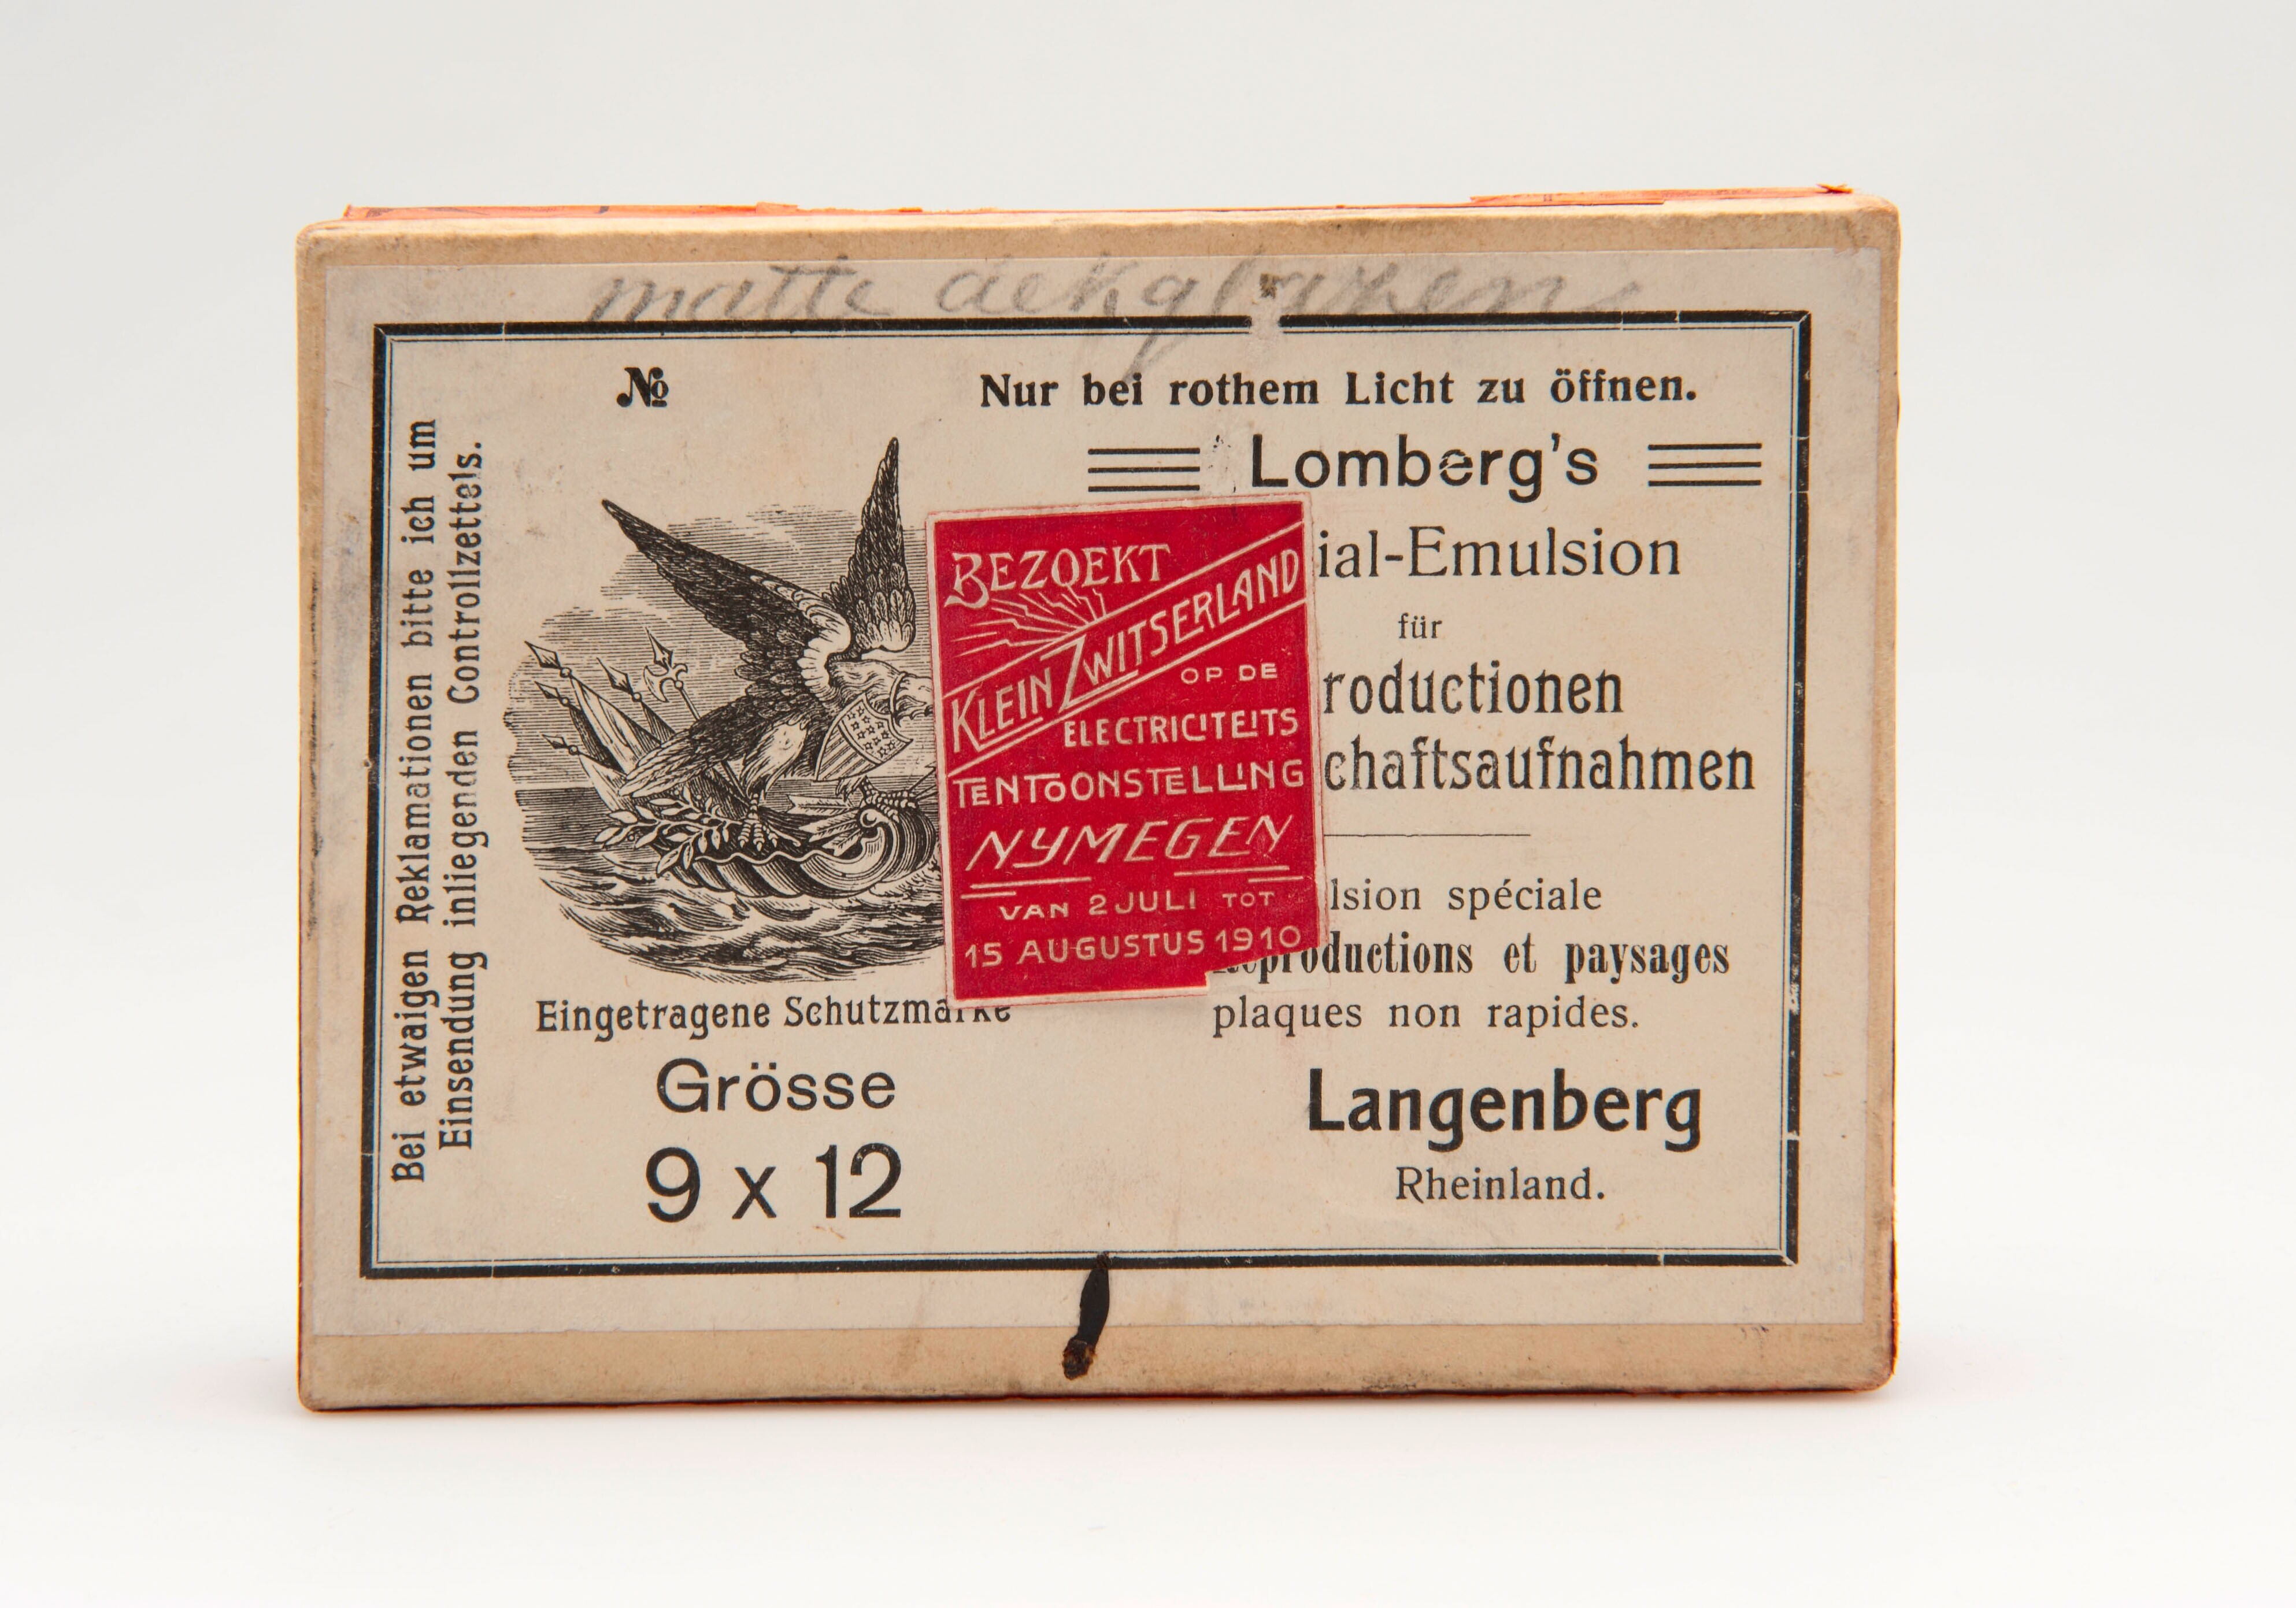 matte dekglazen
№
Nur bei rothem Licht zu öffnen.
Bei etwaigen Reklamationen bitte ich um
Einsendung inliegenden Controllzettels.
Lomberg's
ial-Emulsion
für
roductionen
chaftsaufnahmen
lsion spéciale
Reproductions et paysages
plaques non rapides.
Langenberg
Rheinland.
BEZOEKT
KLEIN ZWITSERLAND
OP DE
ELECTRICITEITS
TENTOONSTELLING
NYMEGEN
VAN 2 JULI TOT
15 AUGUSTUS 1910
Eingetragene Schutzmarke
Grösse
9 x 12